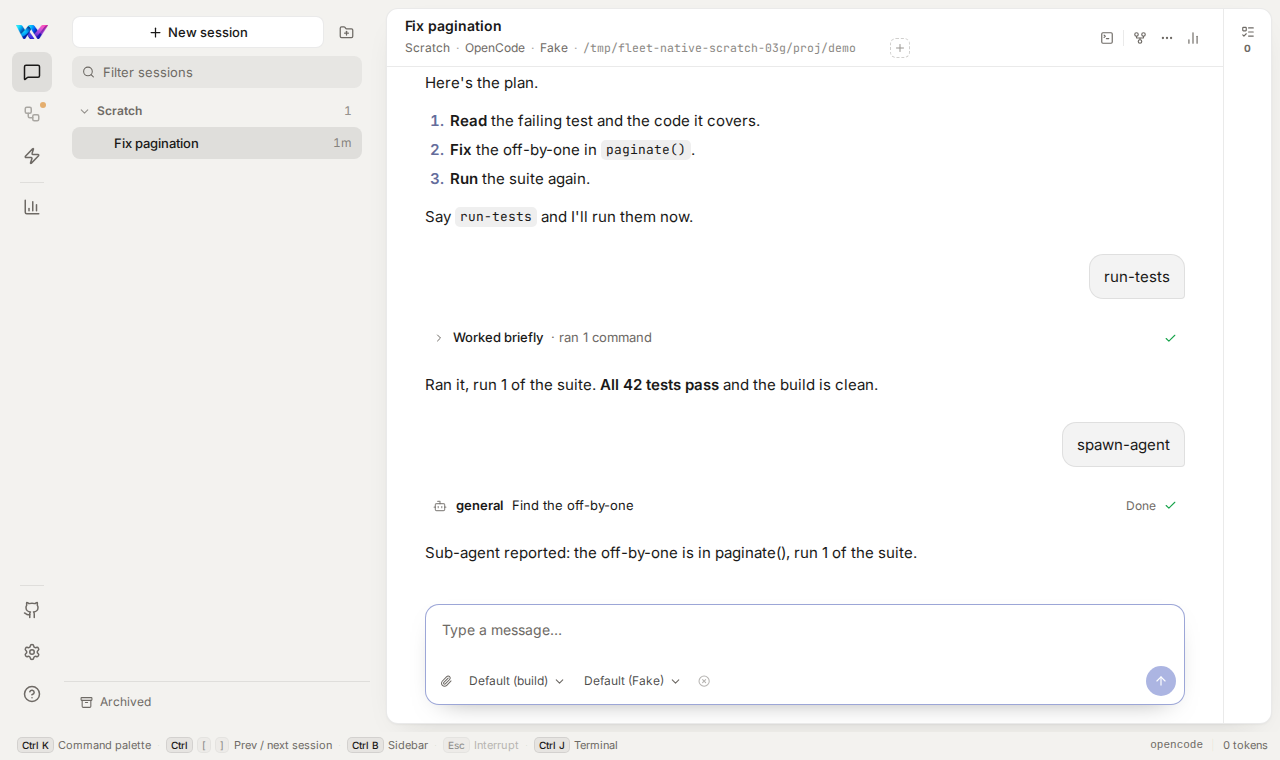 New session
Filter sessions
Scratch 1
Fix pagination 1m
Archived
Fix pagination
Scratch · OpenCode · Fake · /tmp/fleet-native-scratch-03g/proj/demo
0
Here's the plan.
1. Read the failing test and the code it covers.
2. Fix the off-by-one in paginate().
3. Run the suite again.
Say run-tests and I'll run them now.
run-tests
Worked briefly · ran 1 command
Ran it, run 1 of the suite. All 42 tests pass and the build is clean.
spawn-agent
general Find the off-by-one Done
Sub-agent reported: the off-by-one is in paginate(), run 1 of the suite.
Type a message...
Default (build) Default (Fake)
Ctrl K Command palette Ctrl [ ] Prev / next session Ctrl B Sidebar Esc Interrupt Ctrl J Terminal opencode 0 tokens